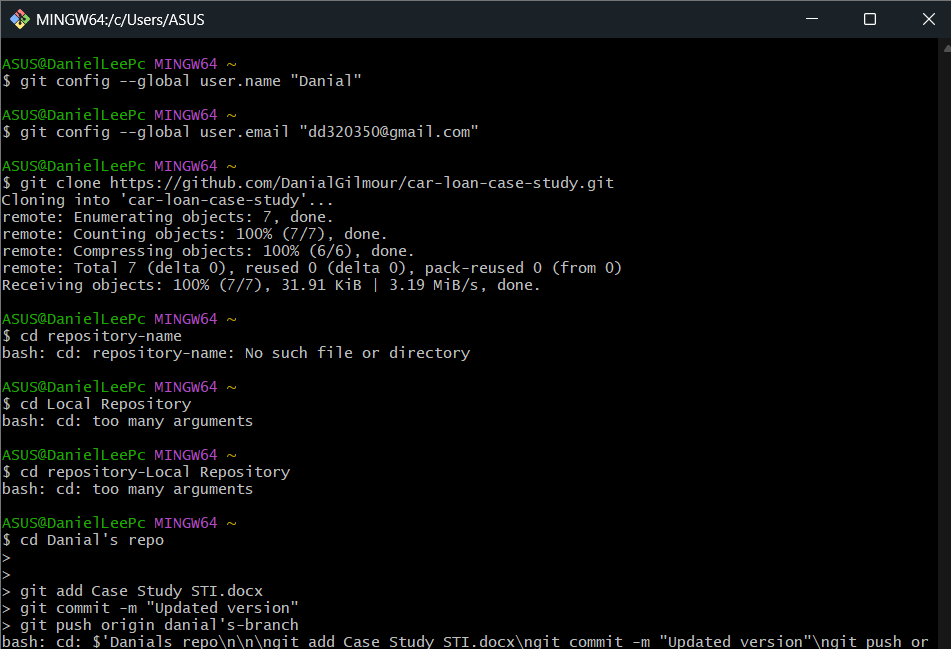 MINGW64:/c/Users/ASUS
ASUS@DanielLeePc MINGW64 ~
$ git config --global user.name "Danial"
ASUS@DanielLeePc MINGW64 ~
$ git config --global user.email "dd320350@gmail.com"
ASUS@DanielLeePc MINGW64 ~
$ git clone https://github.com/DanialGilmour/car-loan-case-study.git
Cloning into 'car-loan-case-study'...
remote: Enumerating objects: 7, done.
remote: Counting objects: 100% (7/7), done.
remote: Compressing objects: 100% (6/6), done.
remote: Total 7 (delta 0), reused 0 (delta 0), pack-reused 0 (from 0)
Receiving objects: 100% (7/7), 31.91 KiB | 3.19 MiB/s, done.
ASUS@DanielLeePc MINGW64 ~
$ cd repository-name
bash: cd: repository-name: No such file or directory
ASUS@DanielLeePc MINGW64 ~
$ cd Local Repository
bash: cd: too many arguments
ASUS@DanielLeePc MINGW64 ~
$ cd repository-Local Repository
bash: cd: too many arguments
ASUS@DanielLeePc MINGW64 ~
$ cd Danial's repo
>
>
> git add Case Study STI.docx
> git commit -m "Updated version"
> git push origin danial's-branch
bash: cd: $'Danials repo\n\n\ngit add Case Study STI.docx\ngit commit -m "Updated version"\ngit push or